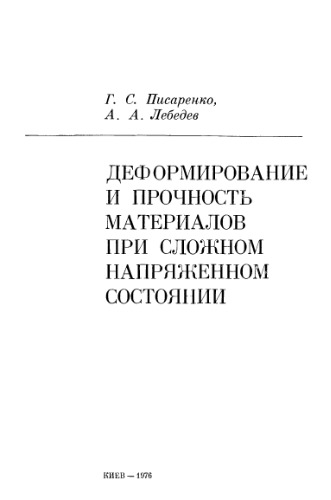 Г. С. Писаренко,
А. А. Лебедев
ДЕФОРМИРОВАНИЕ
И ПРОЧНОСТЬ
МАТЕРИАЛОВ
ПРИ СЛОЖНОМ
НАПРЯЖЕННОМ
СОСТОЯНИИ
КИЕВ — 1976